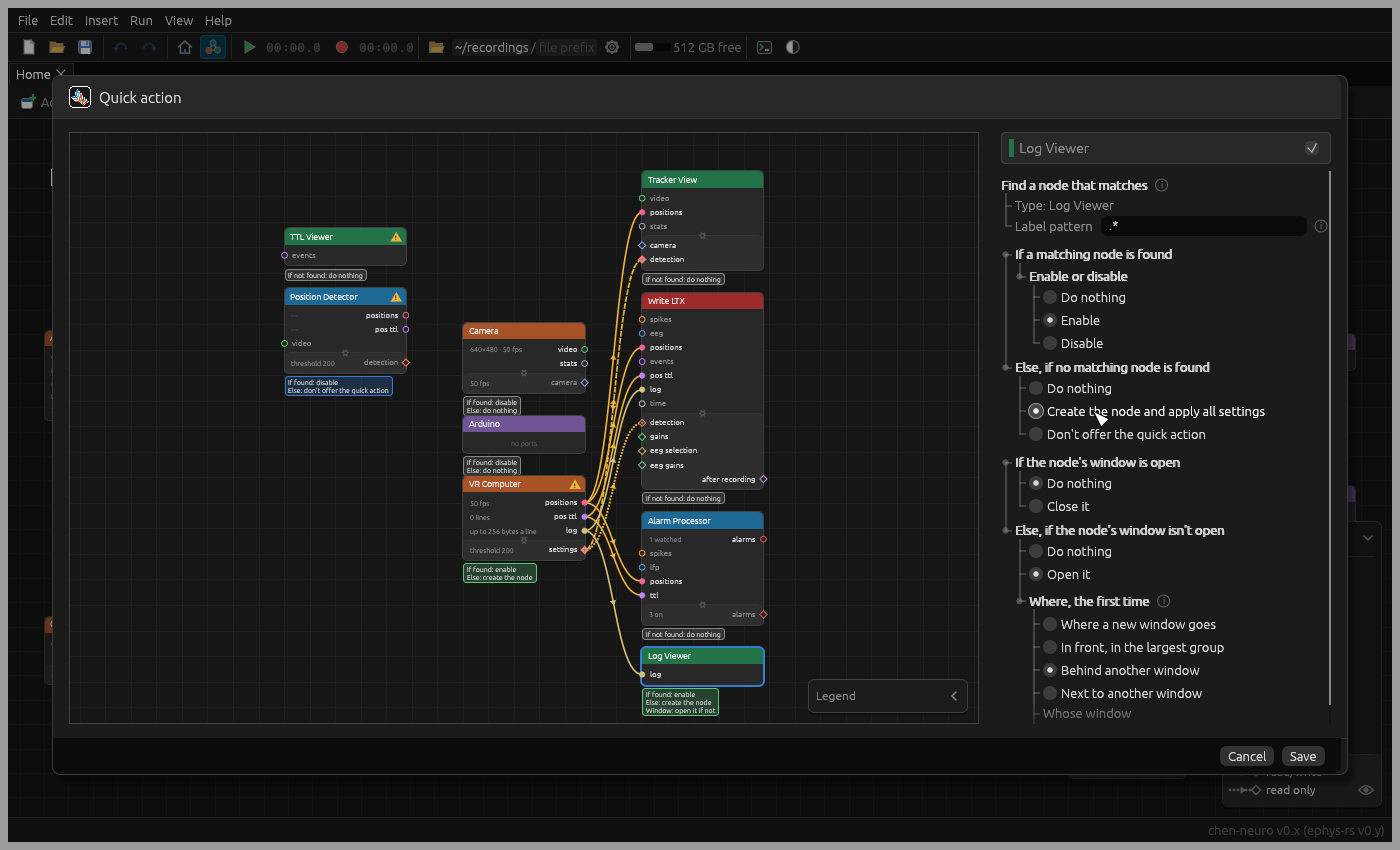 File Edit Insert Run View Help
00:00.0 00:00.0 ~/recordings/ file prefix 512 GB free
Home
Quick action
TTL Viewer
events
If not found: do nothing
Position Detector
positions
pos ttl
video
threshold 200 detection
If found: disable
Else: don't offer the quick action
Camera
640×480 · 50 fps video
stats
50 fps camera
If found: disable
Else: do nothing
Arduino
no ports
If found: disable
Else: do nothing
VR Computer
50 fps positions
0 lines pos ttl
up to 256 bytes a line log
threshold 200 settings
If found: enable
Else: create the node
Tracker View
video
positions
stats
camera
detection
If not found: do nothing
Write LTX
spikes
eeg
positions
events
pos ttl
log
time
detection
gains
eeg selection
eeg gains
after recording
If not found: do nothing
Alarm Processor
1 watched alarms
spikes
lfp
positions
ttl
3 on alarms
If not found: do nothing
Log Viewer
log
If found: enable
Else: create the node
Window: open it if not
Legend
Log Viewer
Find a node that matches
Type: Log Viewer
Label pattern .*
If a matching node is found
Enable or disable
Do nothing
Enable
Disable
Else, if no matching node is found
Do nothing
Create the node and apply all settings
Don't offer the quick action
If the node's window is open
Do nothing
Close it
Else, if the node's window isn't open
Do nothing
Open it
Where, the first time
Where a new window goes
In front, in the largest group
Behind another window
Next to another window
Whose window
Cancel Save
read only
chen-neuro v0.x (ephys-rs v0.y)